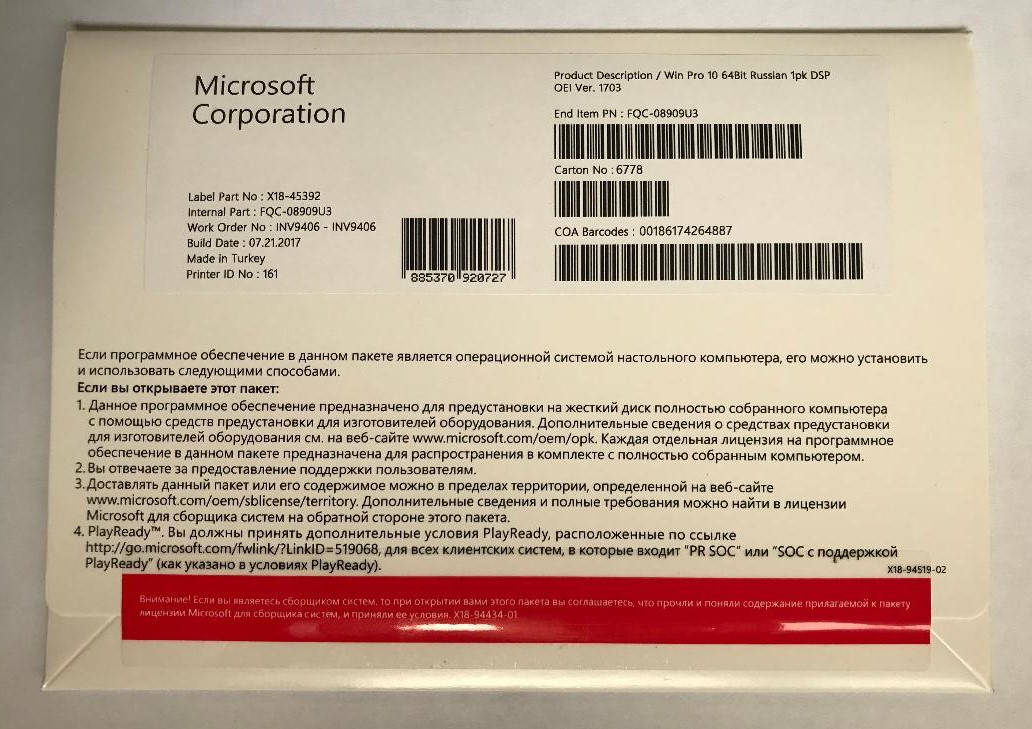 Microsoft
Corporation
Label Part No : X18-45392
Internal Part : FQC-08909U3
Work Order No : INV9406 - INV9406
Build Date : 07.21.2017
Made in Turkey
Printer ID No : 161
885370 920727
Product Description / Win Pro 10 64Bit Russian 1pk DSP
OEI Ver. 1703
End Item PN : FQC-08909U3
Carton No : 6778
COA Barcodes : 00186174264887
Если программное обеспечение в данном пакете является операционной системой настольного компьютера, его можно установить
и использовать следующими способами.
Если вы открываете этот пакет:
1. Данное программное обеспечение предназначено для предустановки на жесткий диск полностью собранного компьютера
с помощью средств предустановки для изготовителей оборудования. Дополнительные сведения о средствах предустановки
для изготовителей оборудования см. на веб-сайте www.microsoft.com/oem/opk. Каждая отдельная лицензия на программное
обеспечение в данном пакете предназначена для распространения в комплекте с полностью собранным компьютером.
2. Вы отвечаете за предоставление поддержки пользователям.
3. Доставлять данный пакет или его содержимое можно в пределах территории, определенной на веб-сайте
www.microsoft.com/oem/sblicense/territory. Дополнительные сведения и полные требования можно найти в лицензии
Microsoft для сборщика систем на обратной стороне этого пакета.
4. PlayReady™. Вы должны принять дополнительные условия PlayReady, расположенные по ссылке
http://go.microsoft.com/fwlink/?LinkID=519068, для всех клиентских систем, в которые входит "PR SOC" или "SOC с поддержкой
PlayReady" (как указано в условиях PlayReady).
X18-94519-02
Внимание! Если вы являетесь сборщиком систем, то при открытии вами этого пакета вы соглашаетесь, что прочли и поняли содержание прилагаемой к пакету
лицензии Microsoft для сборщика систем, и приняли ее условия. X18-94434-01